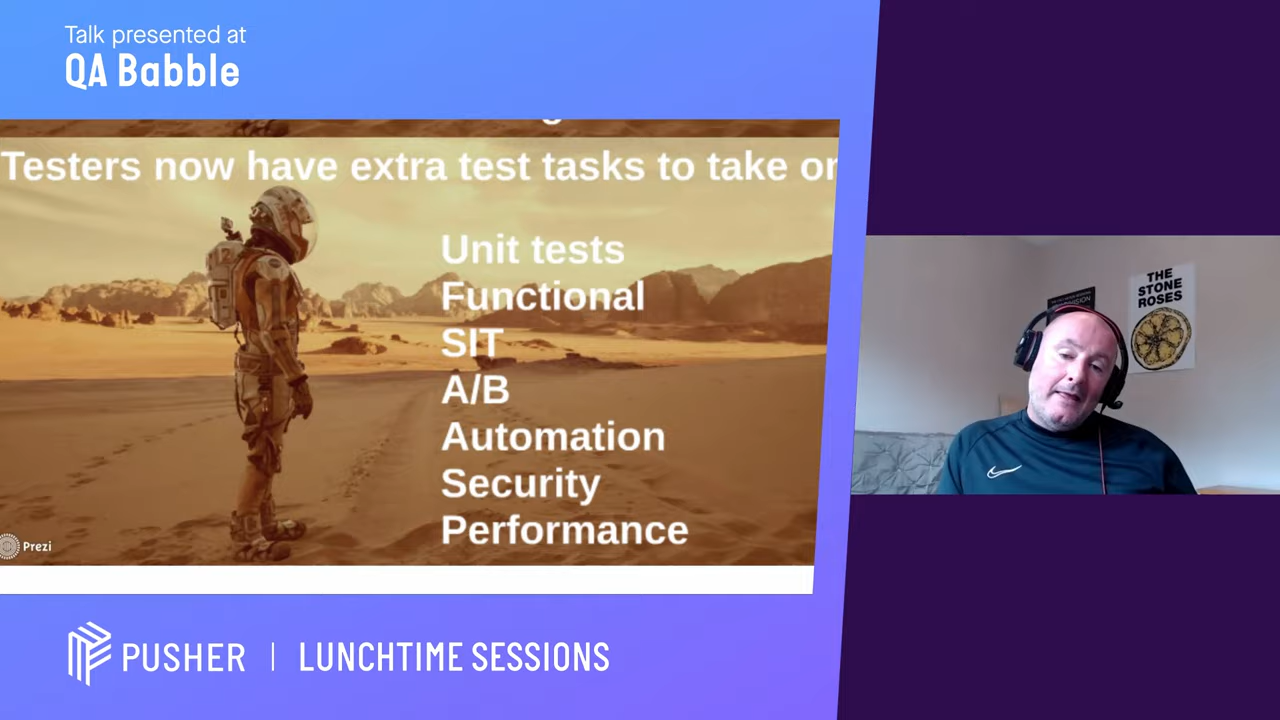 Talk presented at
QA Babble
Testers now have extra test tasks to take on
Unit tests
Functional
SIT
A/B
Automation
Security
Performance
Prezi
PUSHER | LUNCHTIME SESSIONS
THE
STONE
ROSES